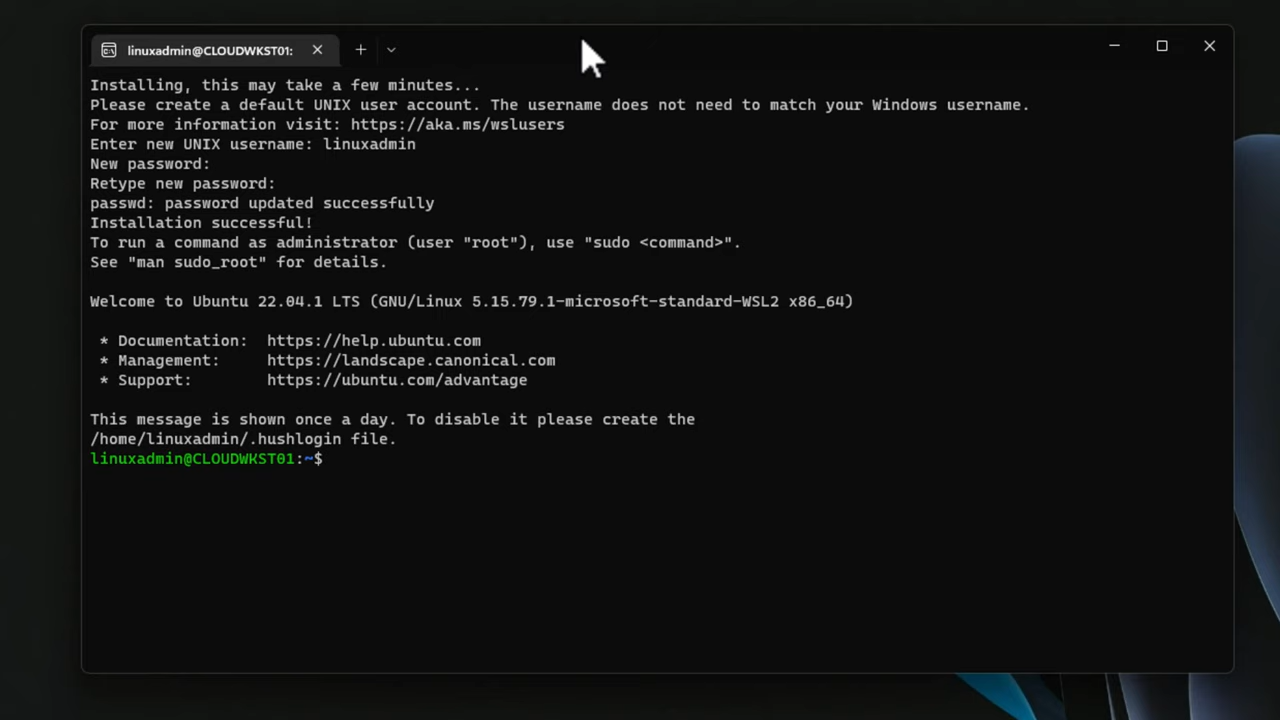 linuxadmin@CLOUDWKST01:
Installing, this may take a few minutes...
Please create a default UNIX user account. The username does not need to match your Windows username.
For more information visit: https://aka.ms/wslusers
Enter new UNIX username: linuxadmin
New password:
Retype new password:
passwd: password updated successfully
Installation successful!
To run a command as administrator (user "root"), use "sudo <command>".
See "man sudo_root" for details.
Welcome to Ubuntu 22.04.1 LTS (GNU/Linux 5.15.79.1-microsoft-standard-WSL2 x86_64)
* Documentation:  https://help.ubuntu.com
* Management:     https://landscape.canonical.com
* Support:        https://ubuntu.com/advantage
This message is shown once a day. To disable it please create the
/home/linuxadmin/.hushlogin file.
linuxadmin@CLOUDWKST01:~$